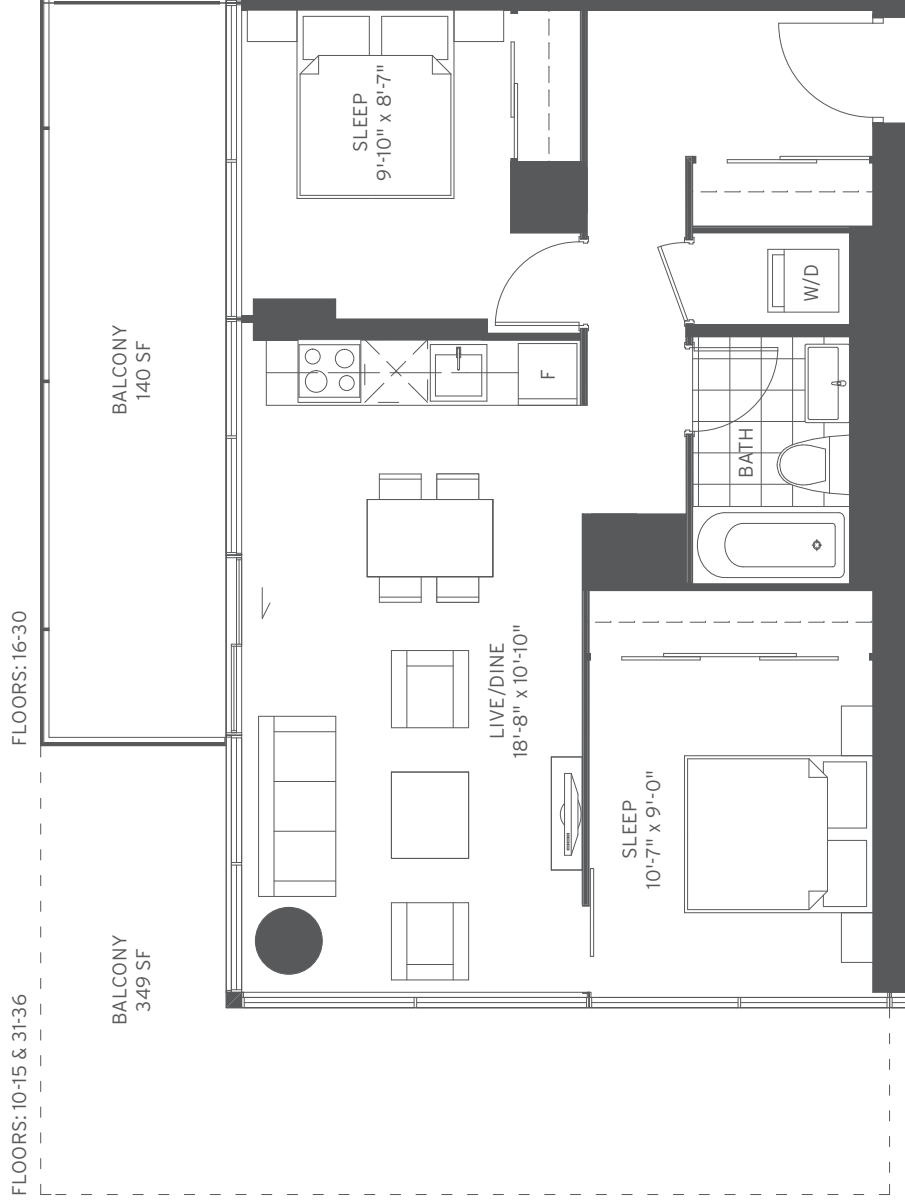 SLEEP
9'-10" x 8'-7"
BALCONY
140 SF
W/D
F
BATH
FLOORS: 16-30
LIVE/DINE
18'-8" x 10'-10"
SLEEP
10'-7" x 9'-0"
BALCONY
349 SF
FLOORS: 10-15 & 31-36